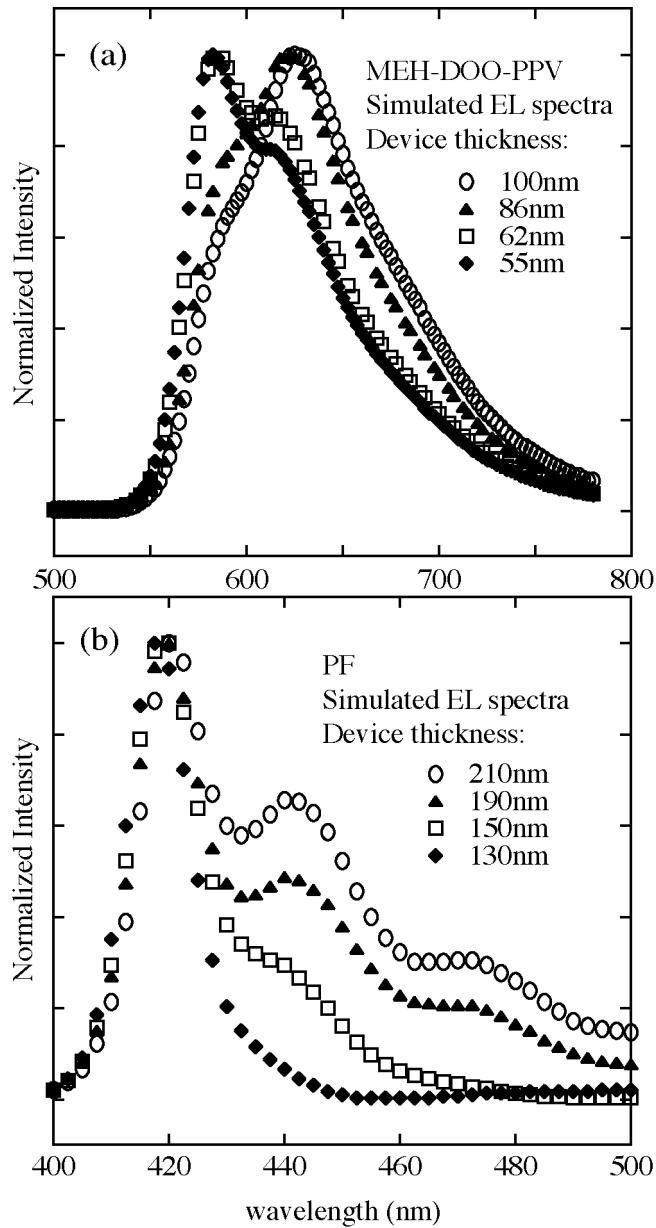 (a)
MEH-DOO-PPV
Simulated EL spectra
Device thickness:
100nm
86nm
62nm
55nm
Normalized Intensity
500 600 700 800
(b)
PF
Simulated EL spectra
Device thickness:
210nm
190nm
150nm
130nm
Normalized Intensity
400 420 440 460 480 500
wavelength (nm)